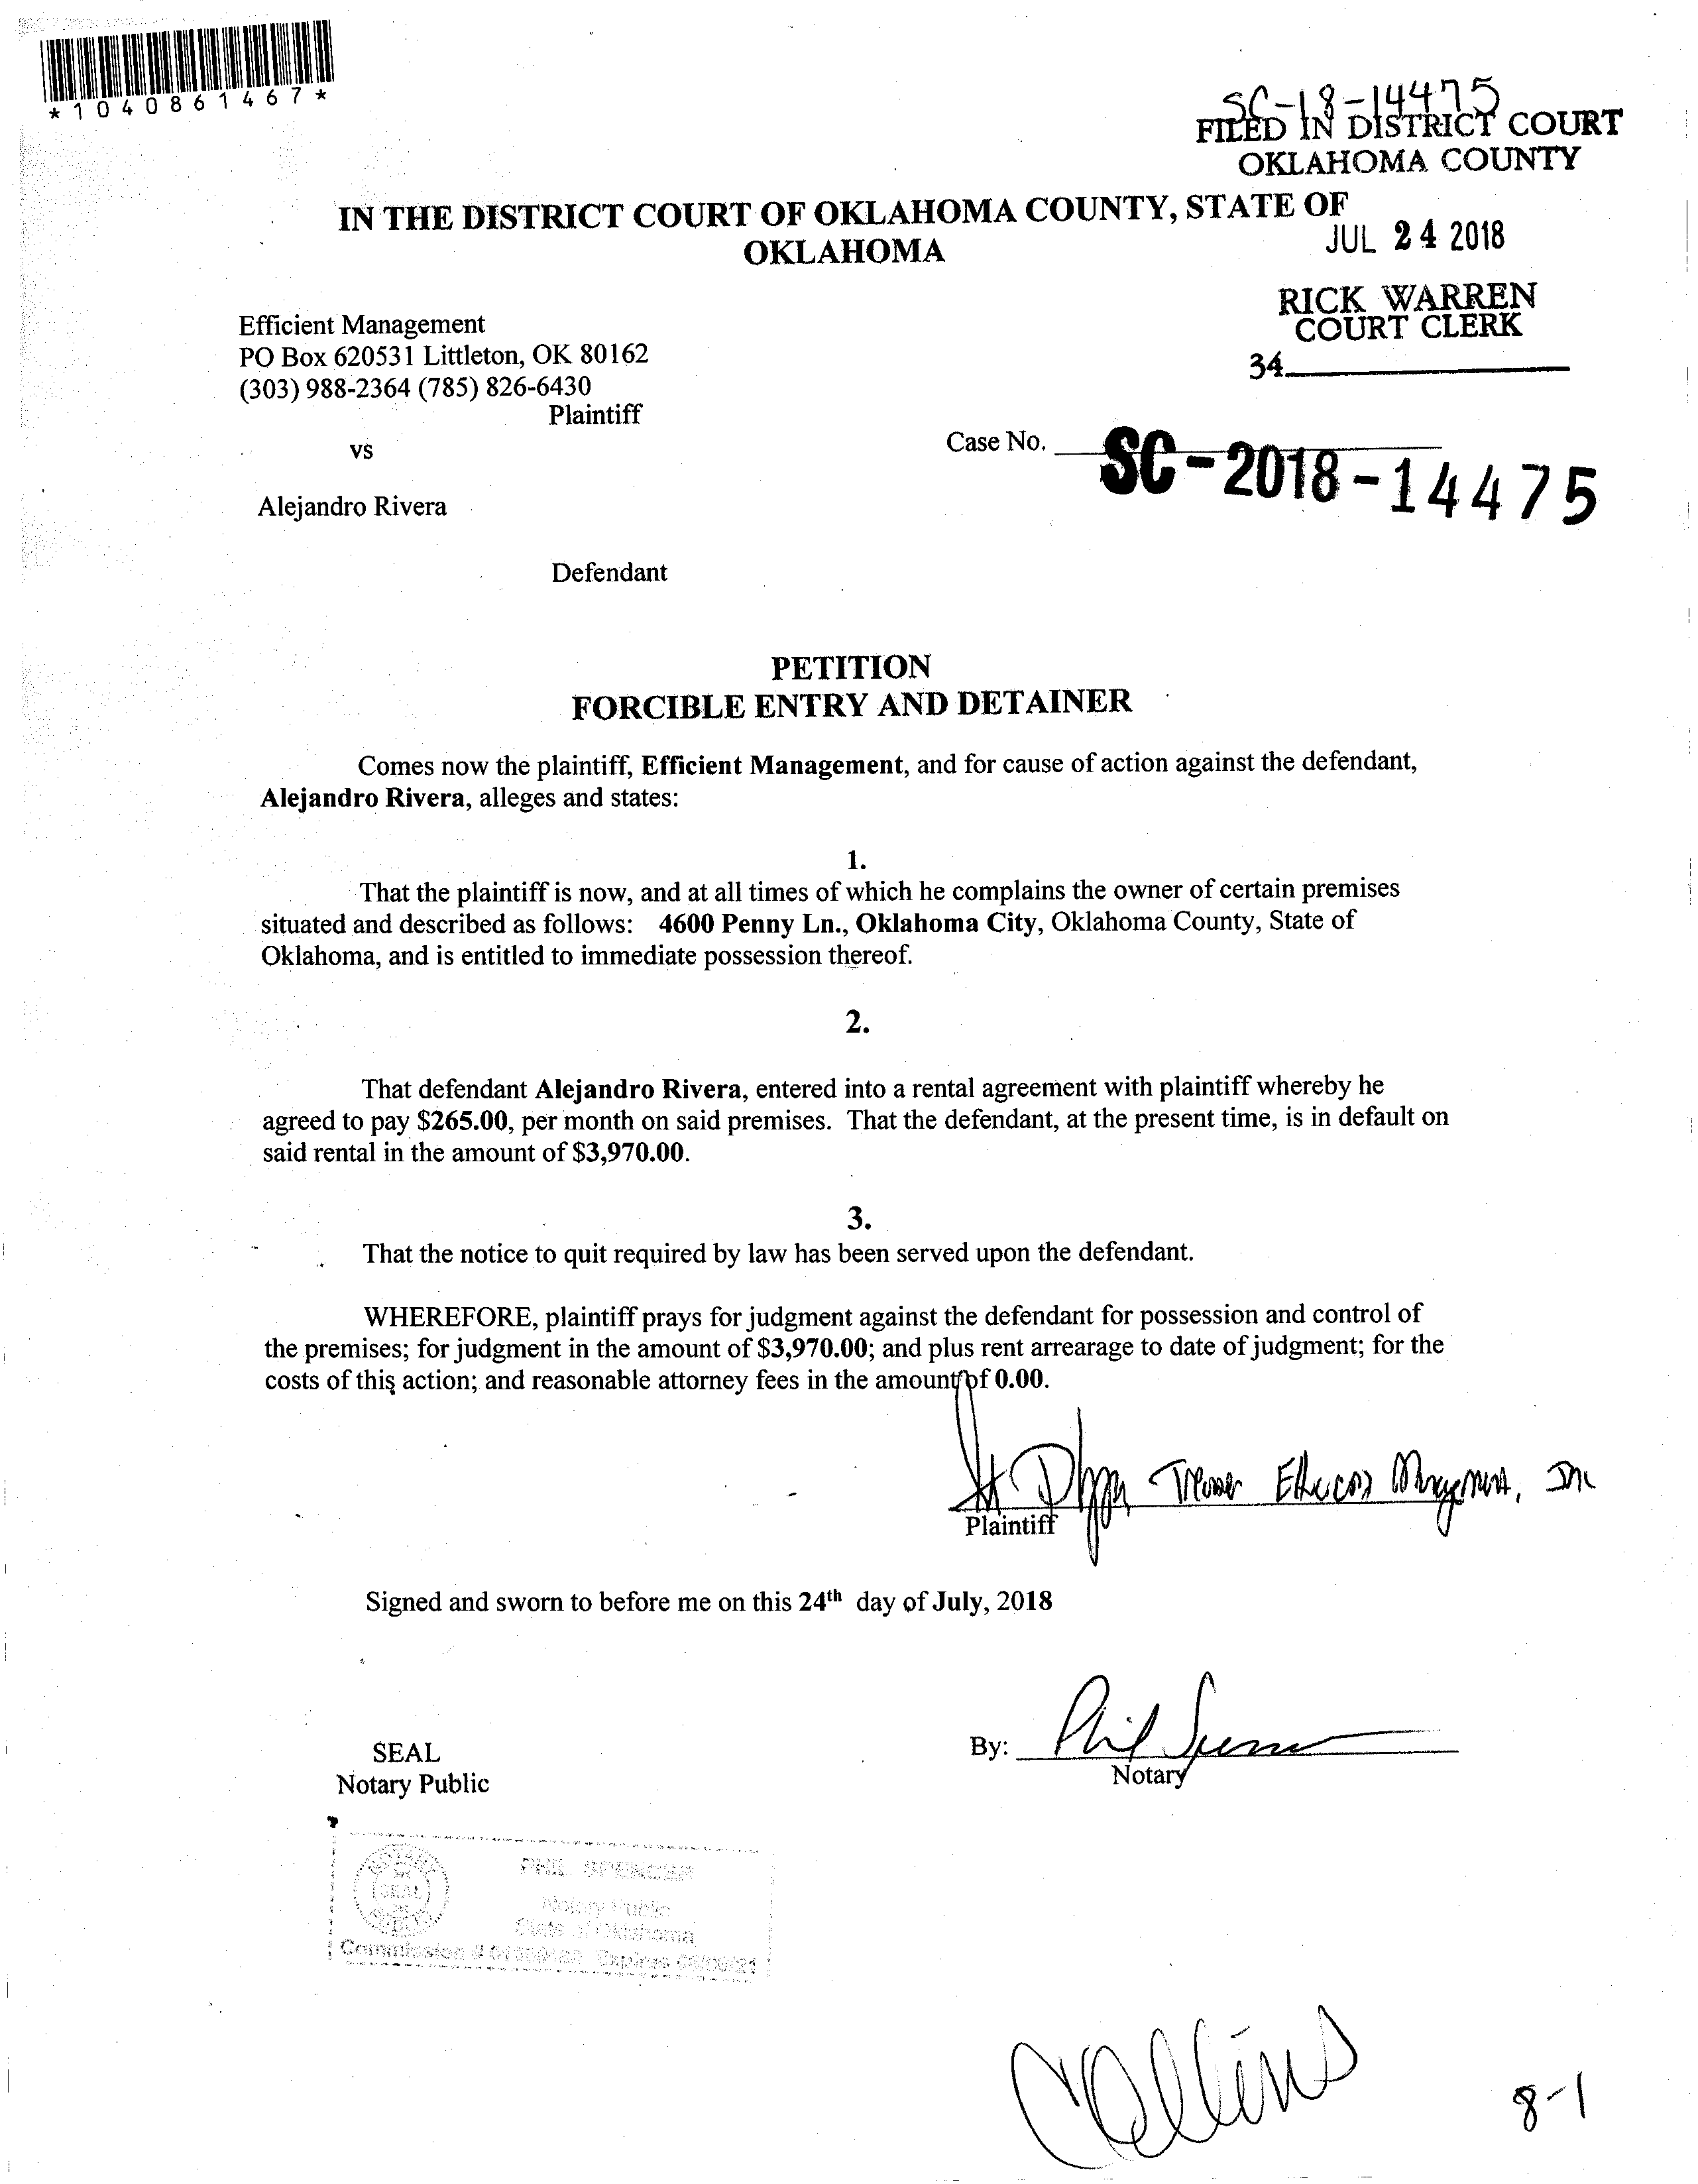 *1040861467*
SC-18-14475
FILED IN DISTRICT COURT
OKLAHOMA COUNTY
IN THE DISTRICT COURT OF OKLAHOMA COUNTY, STATE OF
OKLAHOMA
JUL 24 2018
RICK WARREN
COURT CLERK
34
Efficient Management
PO Box 620531 Littleton, OK 80162
(303) 988-2364 (785) 826-6430
Plaintiff
vs
Case No. SC-2018-14475
Alejandro Rivera
Defendant
PETITION
FORCIBLE ENTRY AND DETAINER
Comes now the plaintiff, Efficient Management, and for cause of action against the defendant,
Alejandro Rivera, alleges and states:
1.
That the plaintiff is now, and at all times of which he complains the owner of certain premises
situated and described as follows: 4600 Penny Ln., Oklahoma City, Oklahoma County, State of
Oklahoma, and is entitled to immediate possession thereof.
2.
That defendant Alejandro Rivera, entered into a rental agreement with plaintiff whereby he
agreed to pay $265.00, per month on said premises. That the defendant, at the present time, is in default on
said rental in the amount of $3,970.00.
3.
That the notice to quit required by law has been served upon the defendant.
WHEREFORE, plaintiff prays for judgment against the defendant for possession and control of
the premises; for judgment in the amount of $3,970.00; and plus rent arrearage to date of judgment; for the
costs of this action; and reasonable attorney fees in the amount of 0.00.
Inc
Plaintiff
Signed and sworn to before me on this 24th day of July, 2018
SEAL
Notary Public
By: Phil Spencer
Notary
NOTARY
SEAL
PUBLIC
PHIL SPENCER
Notary Public
State of Oklahoma
Commission # Expires
Collins
8-1